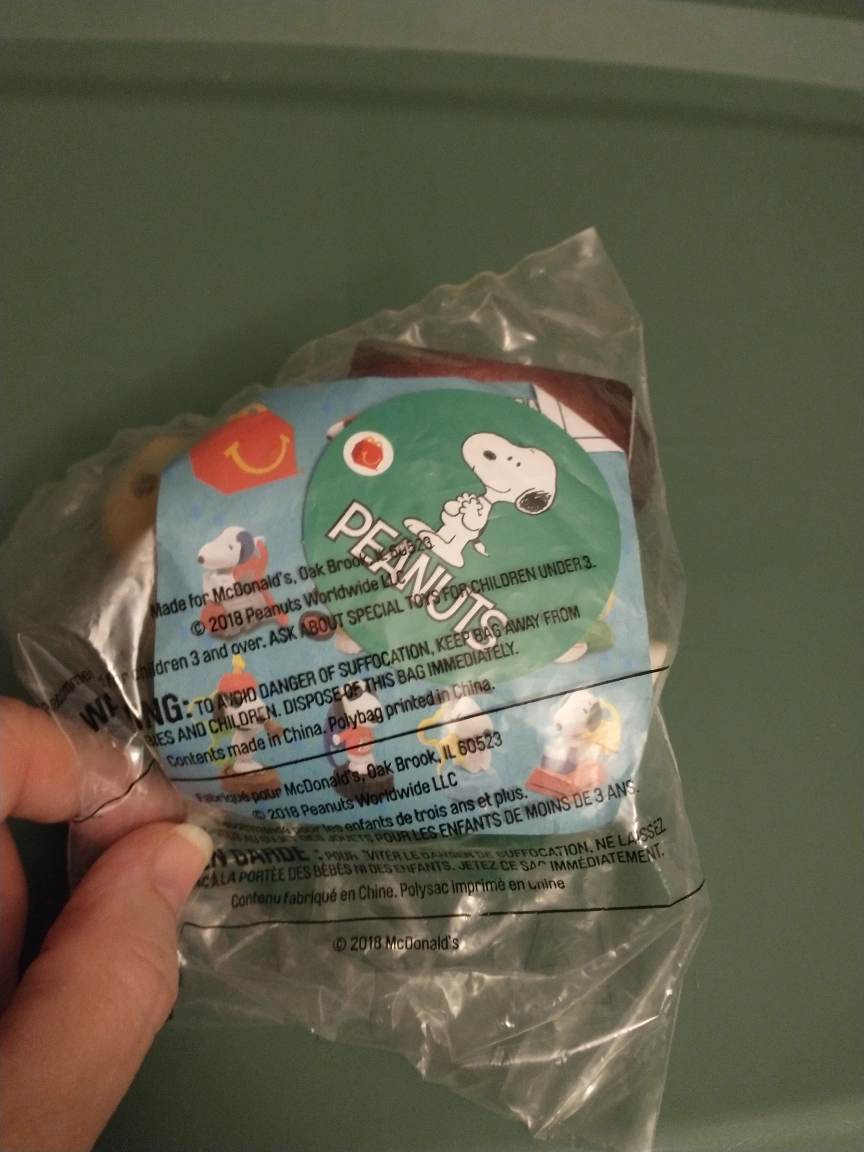 PEANUTS
Made for McDonald's, Oak Brook, IL 60523
© 2018 Peanuts Worldwide LLC
children 3 and over. ASK ABOUT SPECIAL TOYS FOR CHILDREN UNDER 3.
TO AVOID DANGER OF SUFFOCATION, KEEP BAG AWAY FROM
AND CHILDREN. DISPOSE OF THIS BAG IMMEDIATELY.
Contents made in China. Polybag printed in China.
Fabriqué pour McDonald's, Oak Brook, IL 60523
© 2018 Peanuts Worldwide LLC
pour les enfants de trois ans et plus.
JOUETS POUR LES ENFANTS DE MOINS DE 3 ANS.
GARDE : POUR DANGER DE SUFFOCATION, NE LAISSEZ
À LA PORTÉE DES BÉBÉS NI DES ENFANTS. JETEZ CE SAC IMMÉDIATEMENT.
Contenu fabriqué en Chine. Polysac imprimé en Chine
© 2018 McDonald's